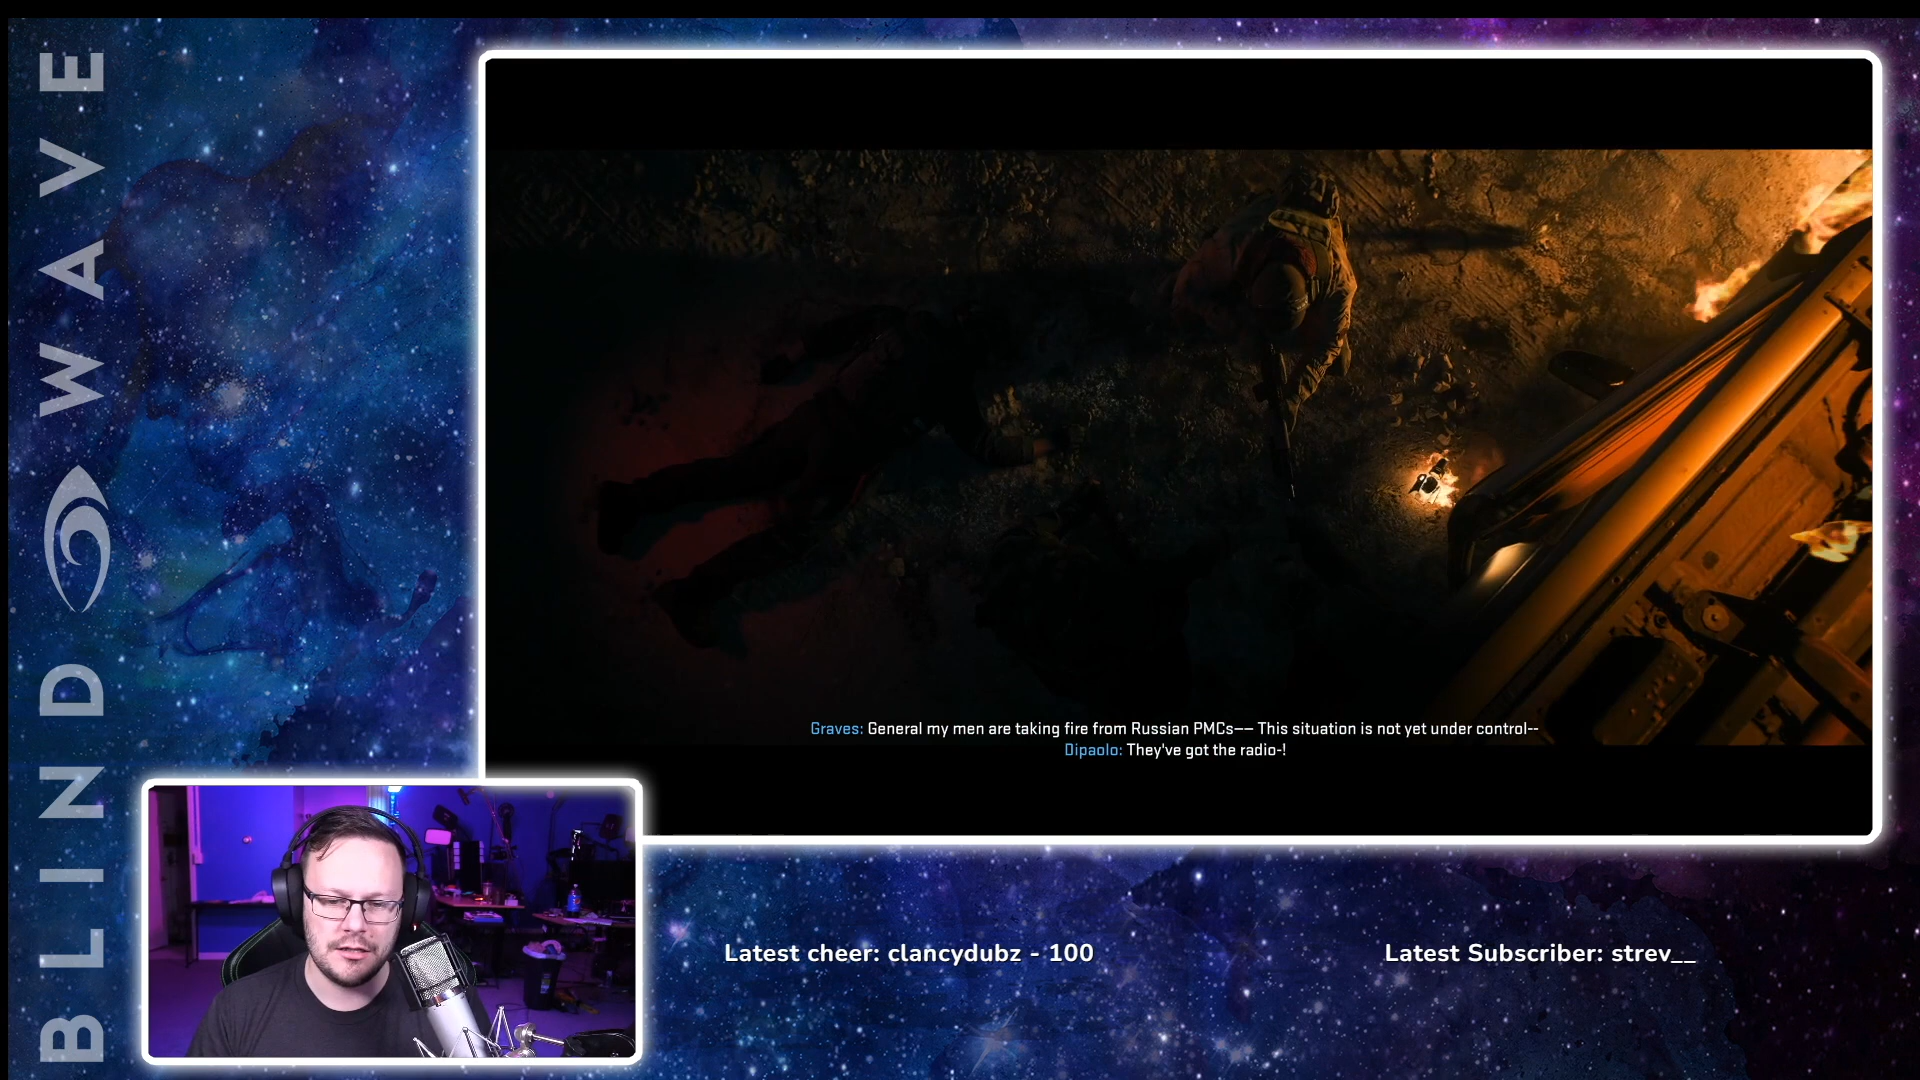 BLIND WAVE
Graves: General my men are taking fire from Russian PMCs-- This situation is not yet under control--
Dipaolo: They've got the radio-!
Latest cheer: clancydubz - 100
Latest Subscriber: strev__